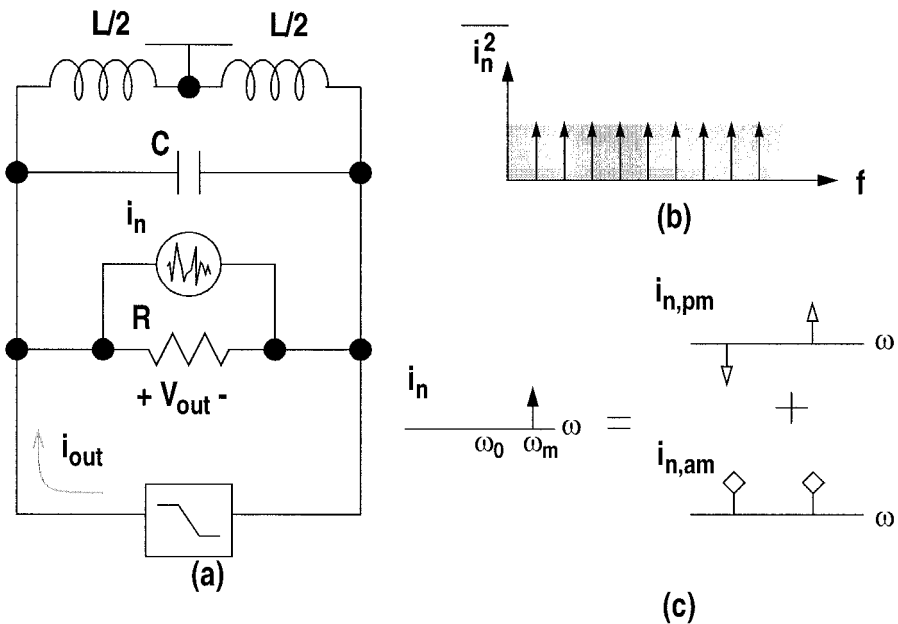 L/2 L/2
C
i_n
R
+ V_out -
i_out
(a)
i_n^2
f
(b)
i_n
ω_0 ω_m ω
=
i_n,pm
ω
+
i_n,am
ω
(c)